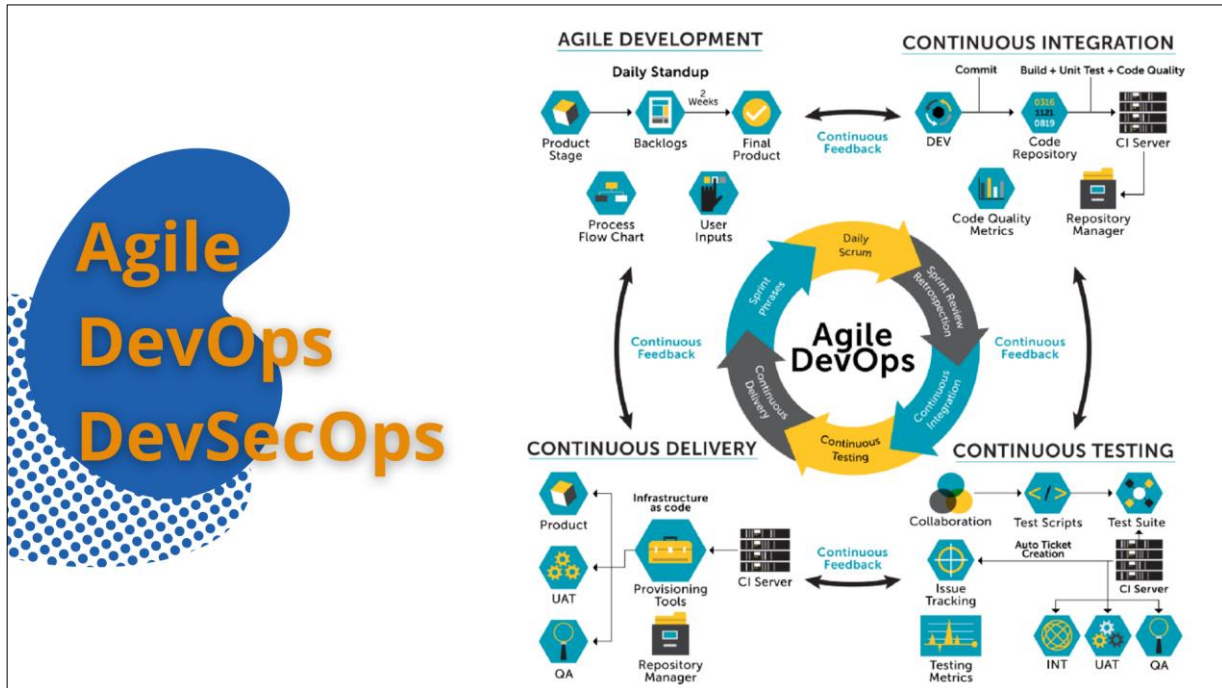 Agile
DevOps
DevSecOps
AGILE DEVELOPMENT
Daily Standup
2
Weeks
Product
Stage
Backlogs
Final
Product
Process
Flow Chart
User
Inputs
Continuous
Feedback
CONTINUOUS INTEGRATION
Commit
Build + Unit Test + Code Quality
DEV
0316
1121
0819
Code
Repository
CI Server
Code Quality
Metrics
Repository
Manager
Continuous
Feedback
Agile
DevOps
Daily
Scrum
Sprint Review
Retrospection
Continuous
Integration
Continuous
Testing
Continuous
Delivery
Sprint
Phrases
Continuous
Feedback
CONTINUOUS DELIVERY
Product
UAT
QA
Infrastructure
as code
Provisioning
Tools
CI Server
Repository
Manager
Continuous
Feedback
CONTINUOUS TESTING
Collaboration
Test Scripts
</>
Test Suite
Auto Ticket
Creation
Issue
Tracking
CI Server
Testing
Metrics
INT
UAT
QA